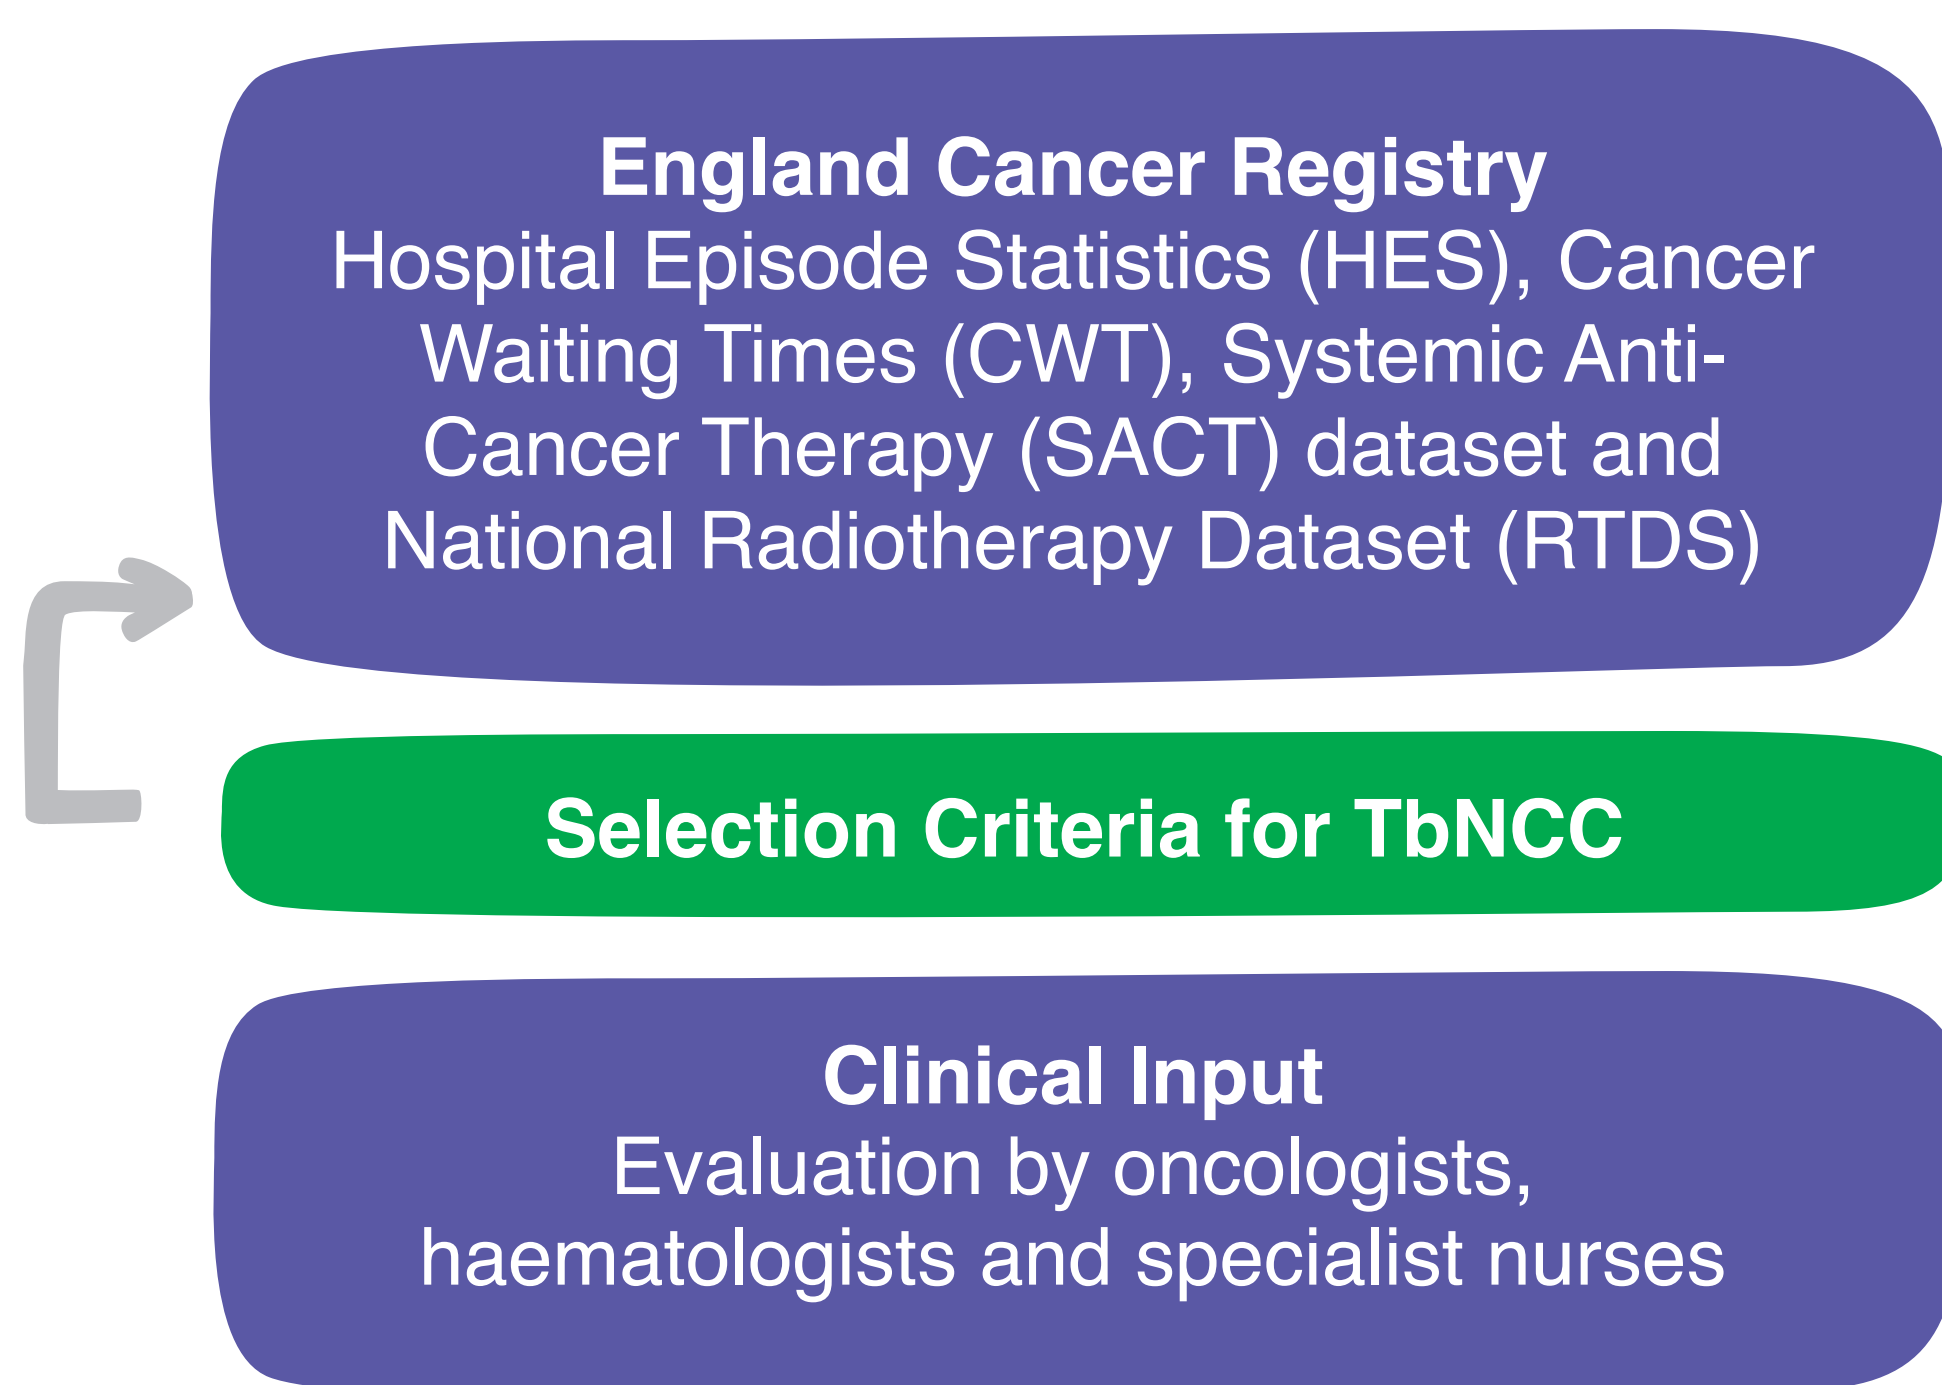 England Cancer Registry
Hospital Episode Statistics (HES), Cancer
Waiting Times (CWT), Systemic Anti-
Cancer Therapy (SACT) dataset and
National Radiotherapy Dataset (RTDS)
Selection Criteria for TbNCC
Clinical Input
Evaluation by oncologists,
haematologists and specialist nurses